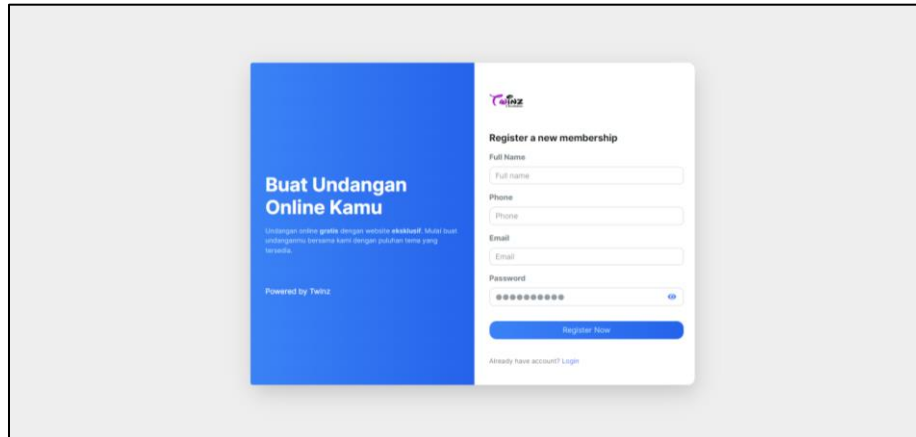 Buat Undangan
Online Kamu
Undangan online gratis dengan website eksklusif. Mulai buat
undanganmu bersama kami dengan puluhan tema yang
tersedia.
Powered by Twinz
Twinz
Register a new membership
Full Name
Full name
Phone
Phone
Email
Email
Password
Register Now
Already have account? Login